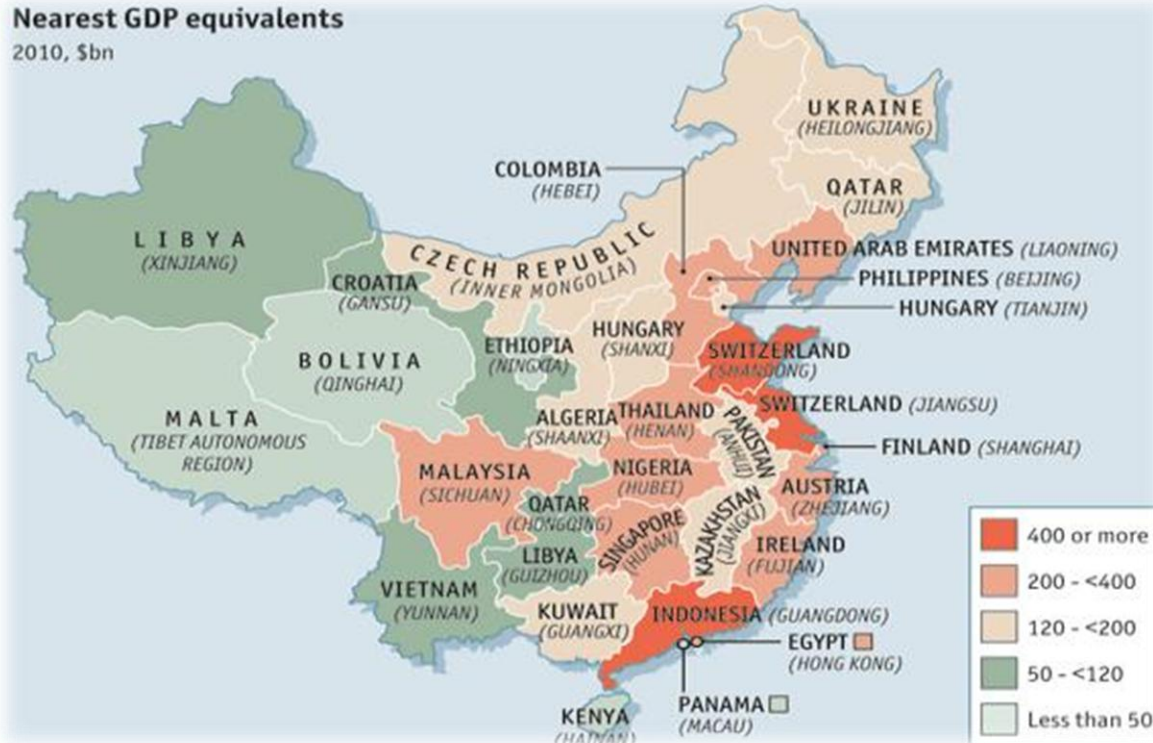 Nearest GDP equivalents
2010, $bn
UKRAINE
(HEILONGJIANG)
COLOMBIA
(HEBEI)
QATAR
(JILIN)
LIBYA
(XINJIANG)
CZECH REPUBLIC
(INNER MONGOLIA)
UNITED ARAB EMIRATES (LIAONING)
CROATIA
(GANSU)
PHILIPPINES (BEIJING)
HUNGARY (TIANJIN)
HUNGARY
(SHANXI)
ETHIOPIA
(NINGXIA)
SWITZERLAND
(SHANDONG)
BOLIVIA
(QINGHAI)
SWITZERLAND (JIANGSU)
MALTA
(TIBET AUTONOMOUS
REGION)
ALGERIA
(SHAANXI)
THAILAND
(HENAN)
PAKISTAN
(ANHUI)
FINLAND (SHANGHAI)
MALAYSIA
(SICHUAN)
NIGERIA
(HUBEI)
AUSTRIA
(ZHEJIANG)
QATAR
(CHONGQING)
SINGAPORE
(HUNAN)
KAZAKHSTAN
(JIANGXI)
IRELAND
(FUJIAN)
LIBYA
(GUIZHOU)
VIETNAM
(YUNNAN)
KUWAIT
(GUANGXI)
INDONESIA (GUANGDONG)
EGYPT
(HONG KONG)
PANAMA
(MACAU)
KENYA
(HAINAN)
400 or more
200 - <400
120 - <200
50 - <120
Less than 50